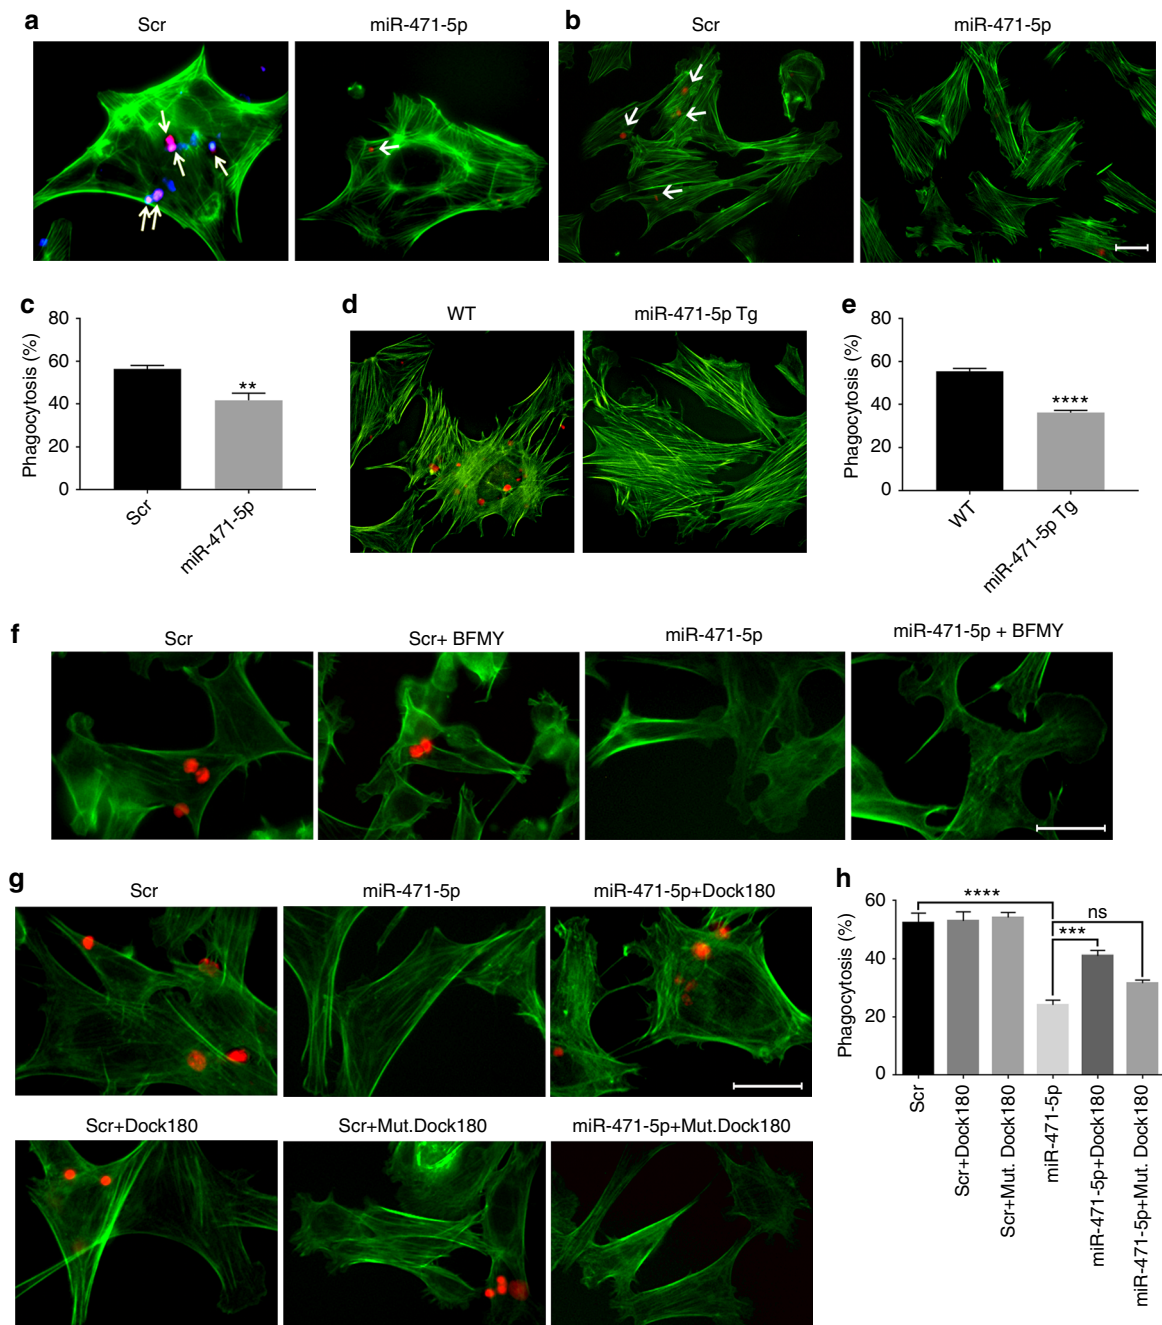 a
Scr
miR-471-5p
b
Scr
miR-471-5p
c
Phagocytosis (%)
80
60
40
20
0
**
Scr
miR-471-5p
d
WT
miR-471-5p Tg
e
Phagocytosis (%)
80
60
40
20
0
****
WT
miR-471-5p Tg
f
Scr
Scr+ BFMY
miR-471-5p
miR-471-5p + BFMY
g
Scr
miR-471-5p
miR-471-5p+Dock180
Scr+Dock180
Scr+Mut.Dock180
miR-471-5p+Mut.Dock180
h
Phagocytosis (%)
60
40
20
0
****
ns
***
Scr
Scr+Dock180
Scr+Mut. Dock180
miR-471-5p
miR-471-5p+Dock180
miR-471-5p+Mut. Dock180